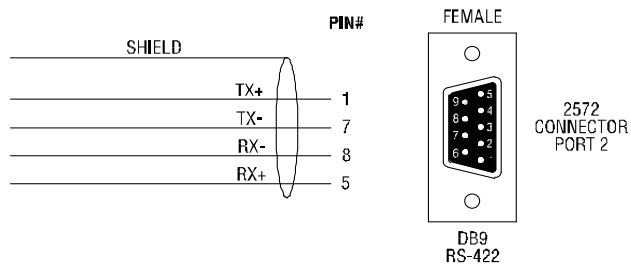 PIN#
SHIELD
TX+ 1
TX- 7
RX- 8
RX+ 5
FEMALE
9 5
8 4
7 3
6 2
1
2572
CONNECTOR
PORT 2
DB9
RS-422